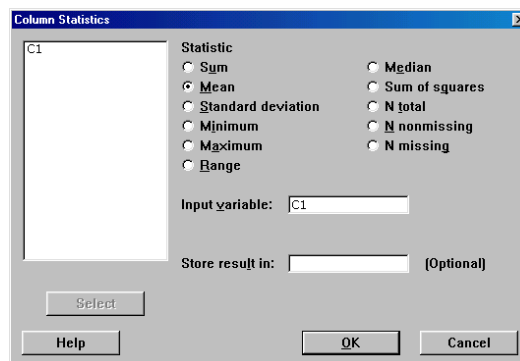 Column Statistics
C1
Statistic
Sum
Mean
Standard deviation
Minimum
Maximum
Range
Median
Sum of squares
N total
N nonmissing
N missing
Input variable: C1
Store result in: (Optional)
Select
Help OK Cancel